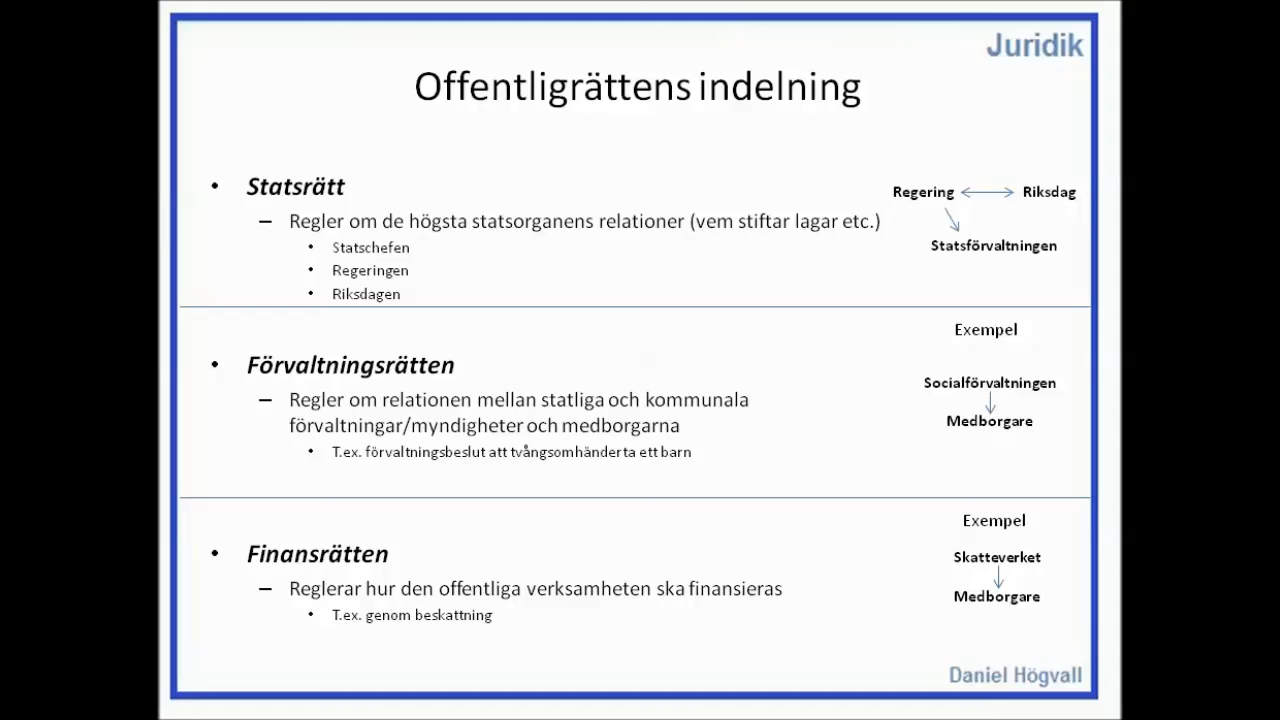 Juridik
Offentligrättens indelning
• Statsrätt
– Regler om de högsta statsorganens relationer (vem stiftar lagar etc.)
• Statschefen
• Regeringen
• Riksdagen
Regering Riksdag
Statsförvaltningen
• Förvaltningsrätten
– Regler om relationen mellan statliga och kommunala
förvaltningar/myndigheter och medborgarna
• T.ex. förvaltningsbeslut att tvångsomhänderta ett barn
Exempel
Socialförvaltningen
Medborgare
• Finansrätten
– Reglerar hur den offentliga verksamheten ska finansieras
• T.ex. genom beskattning
Exempel
Skatteverket
Medborgare
Daniel Högvall